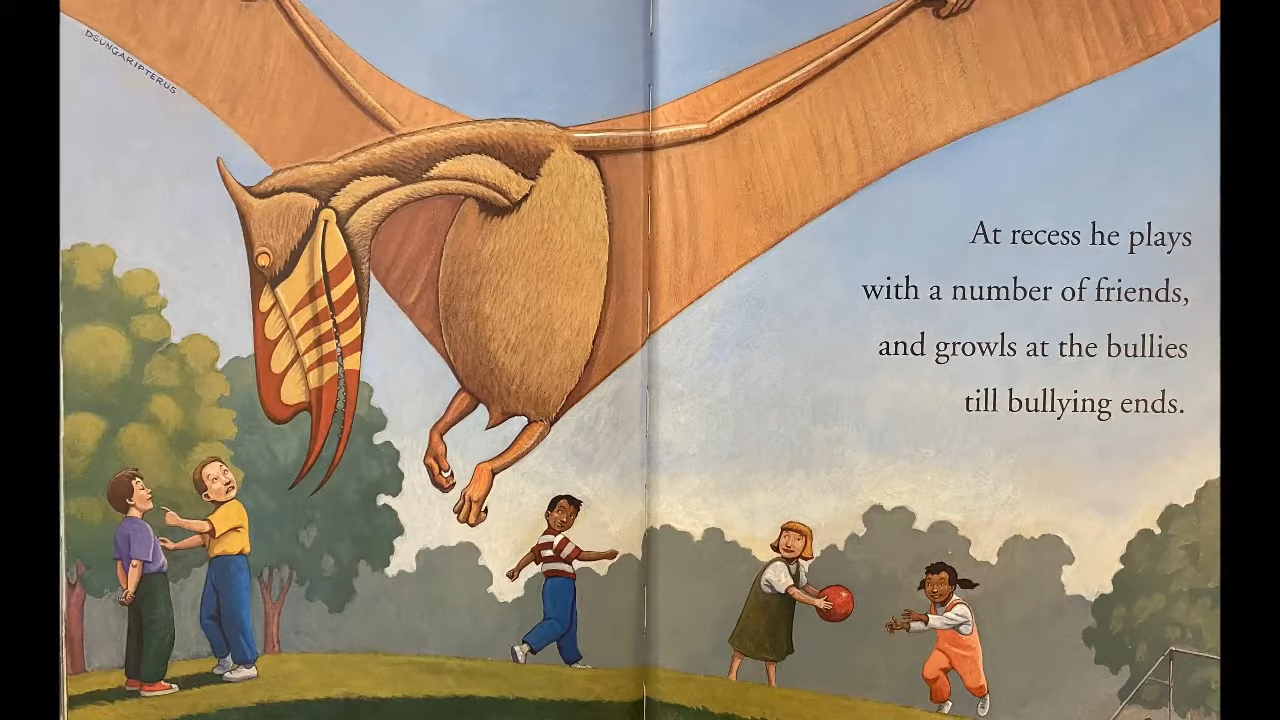 DSUNGARIPTERUS
At recess he plays
with a number of friends,
and growls at the bullies
till bullying ends.